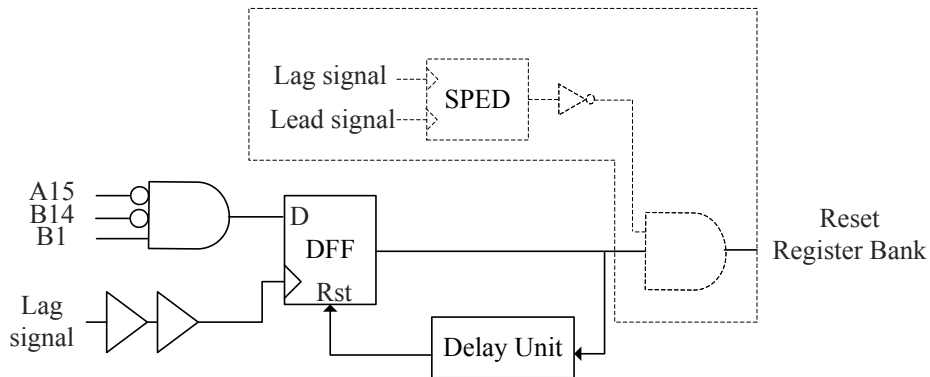 Lag signal
SPED
Lead signal
A15
B14
B1
D
DFF
Rst
Reset
Register Bank
Lag
signal
Delay Unit